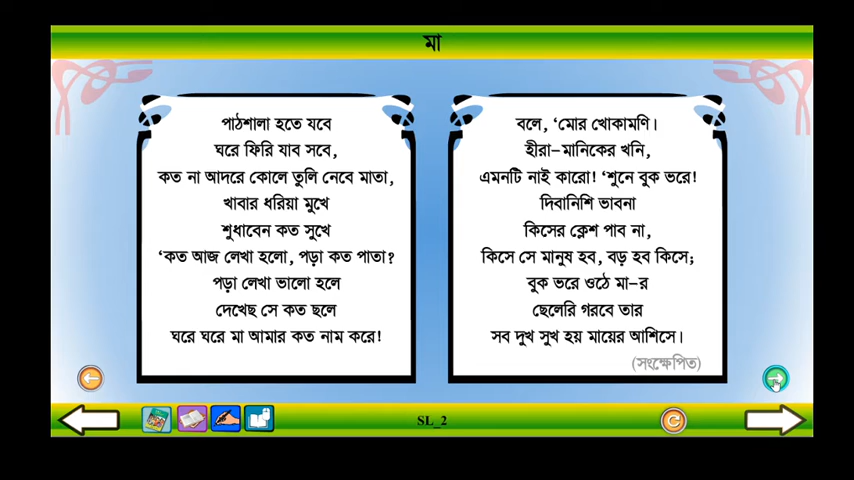 মা
পাঠশালা হতে যবে
ঘরে ফিরি যাব সবে,
কত না আদরে কোলে তুলি নেবে মাতা,
খাবার ধরিয়া মুখে
শুধাবেন কত সুখে
‘কত আজ লেখা হলো, পড়া কত পাতা?
পড়া লেখা ভালো হলে
দেখেছ সে কত ছলে
ঘরে ঘরে মা আমার কত নাম করে!
বলে, ‘মোর খোকামণি।
হীরা-মানিকের খনি,
এমনটি নাই কারো! ‘শুনে বুক ভরে!
দিবানিশি ভাবনা
কিসের ক্লেশ পাব না,
কিসে সে মানুষ হব, বড় হব কিসে;
বুক ভরে ওঠে মা-র
ছেলেরি গরবে তার
সব দুখ সুখ হয় মায়ের আশিসে।
(সংক্ষেপিত)
SL_2